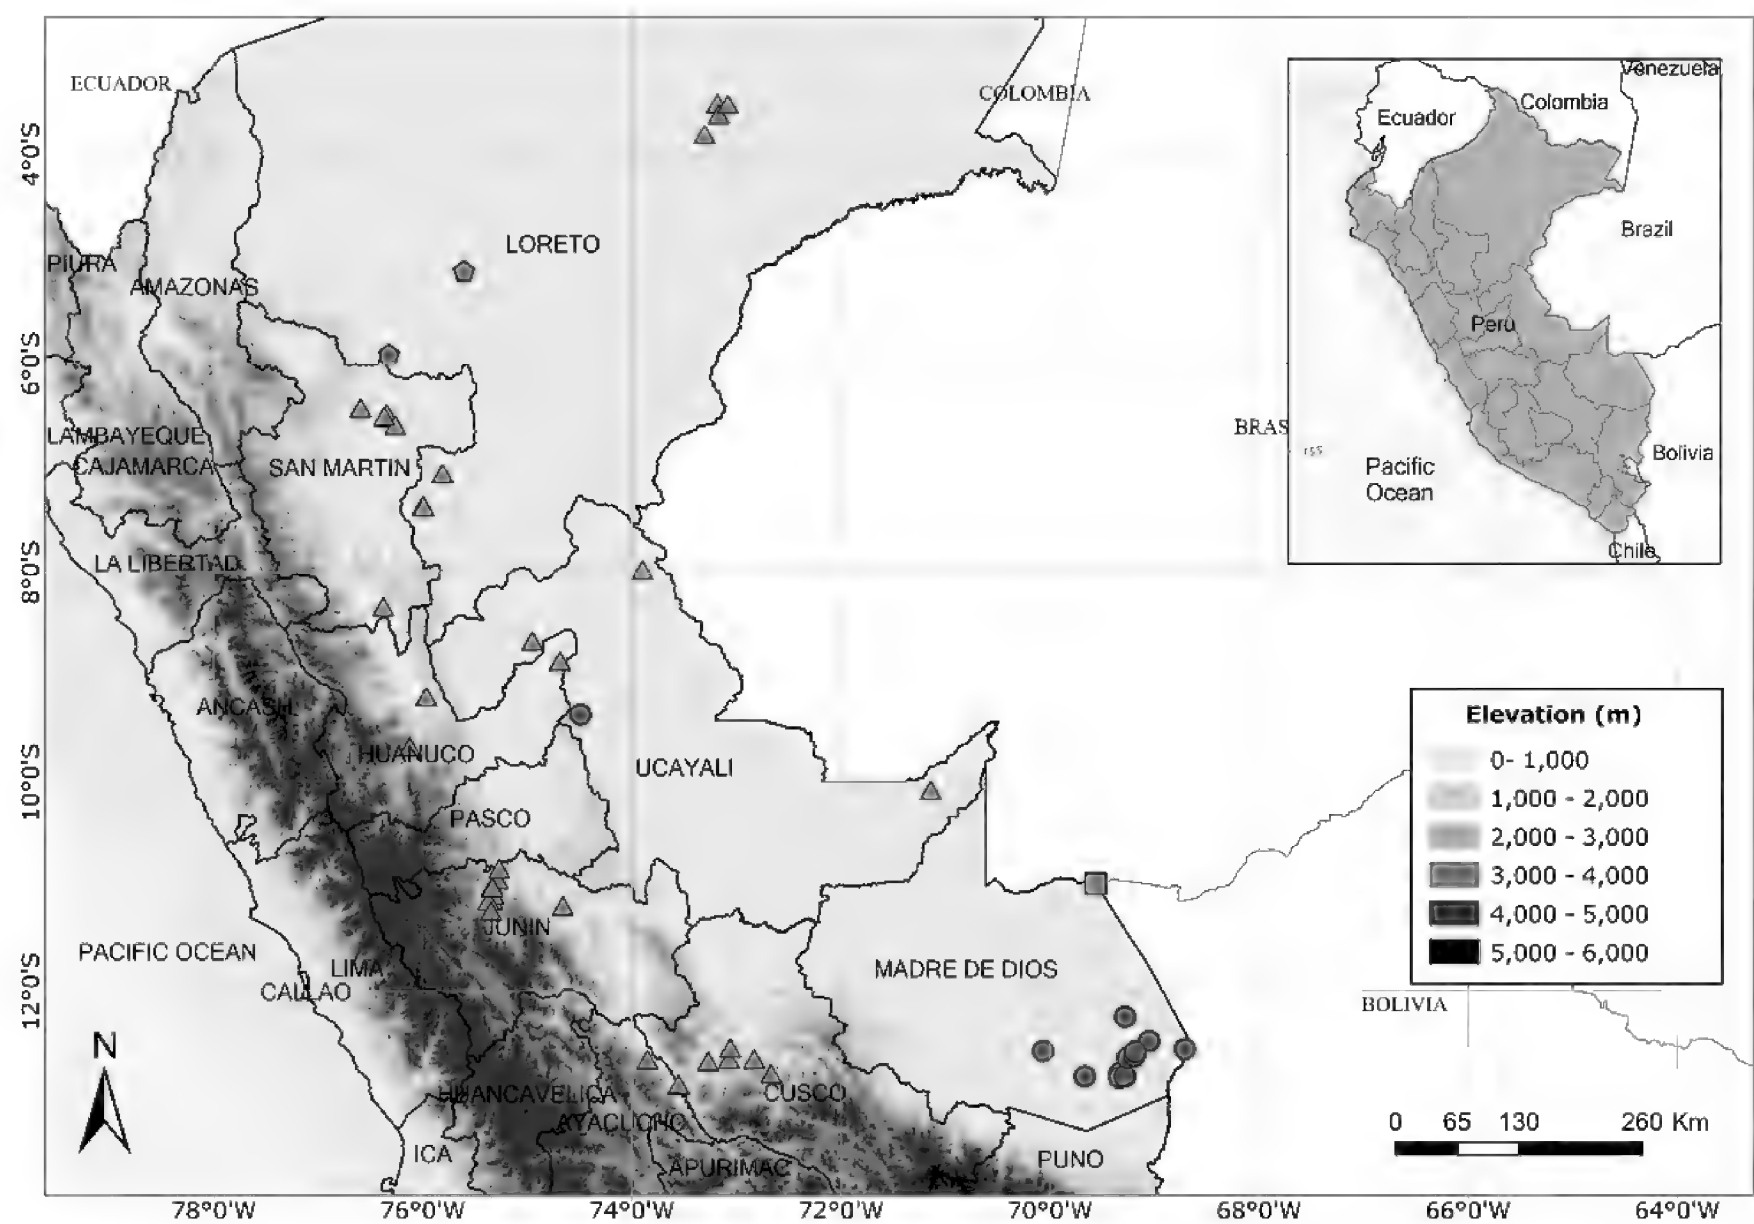 ECUADOR
COLOMBIA
4°0'S
LORETO
PIURA
AMAZONAS
6°0'S
LAMBAYEQUE
CAJAMARCA
SAN MARTIN
BRAS
8°0'S
LA LIBERTAD
ANCASH
HUANUCO
UCAYALI
10°0'S
PASCO
JUNIN
PACIFIC OCEAN
LIMA
CALLAO
MADRE DE DIOS
12°0'S
BOLIVIA
N
HUANCAVELICA
CUSCO
AYACUCHO
ICA
APURIMAC
PUNO
78°0'W
76°0'W
74°0'W
72°0'W
70°0'W
68°0'W
66°0'W
64°0'W
Venezuela
Colombia
Ecuador
Brazil
Perú
Bolivia
Pacific
Ocean
Chile
Elevation (m)
0- 1,000
1,000 - 2,000
2,000 - 3,000
3,000 - 4,000
4,000 - 5,000
5,000 - 6,000
0 65 130 260 Km